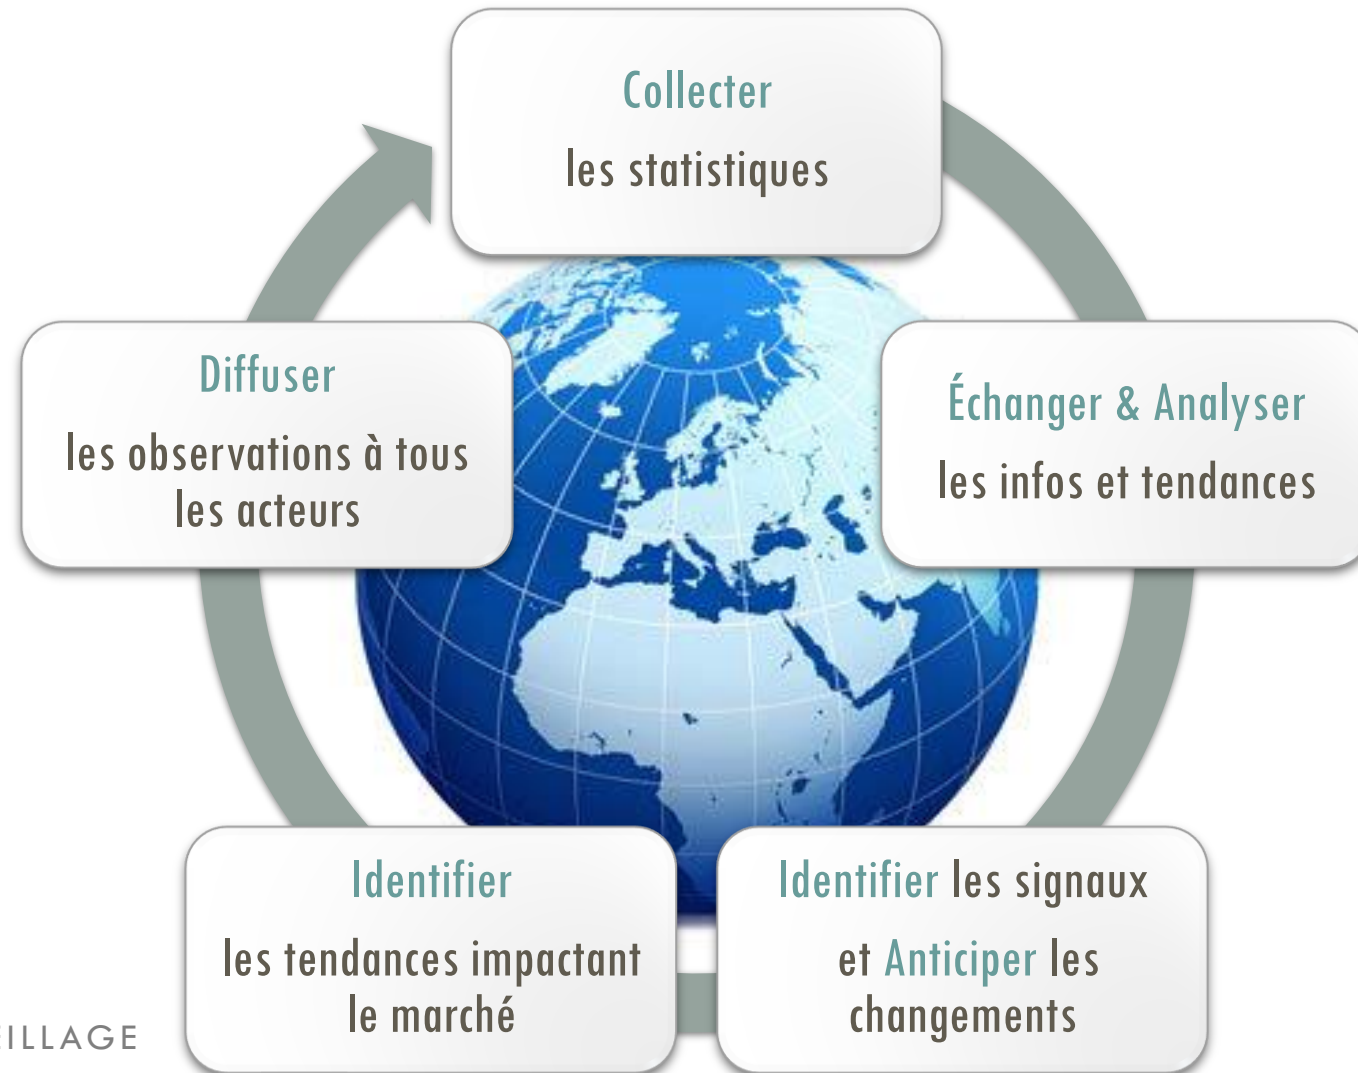 Collecter
les statistiques
Échanger & Analyser
les infos et tendances
Identifier les signaux
et Anticiper les
changements
Identifier
les tendances impactant
le marché
Diffuser
les observations à tous
les acteurs